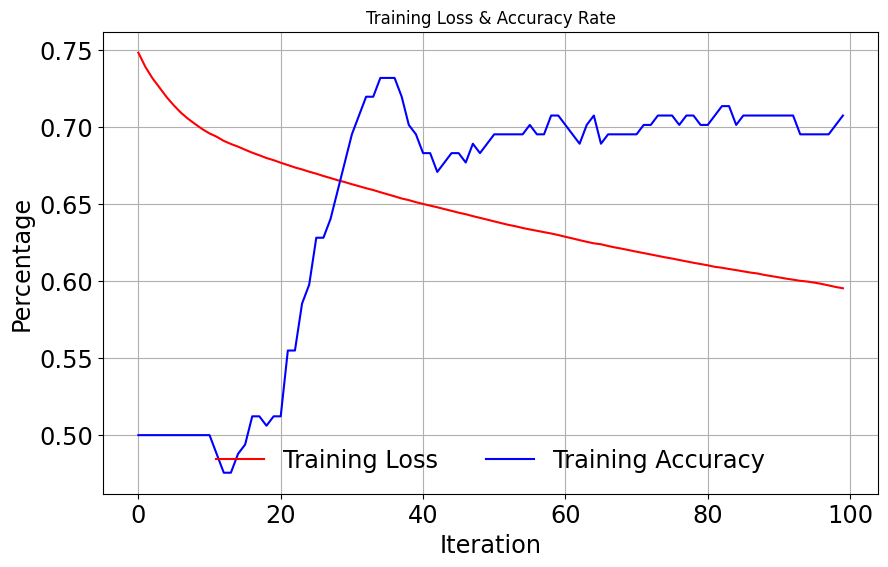 Training Loss & Accuracy Rate
0.75
0.70
0.65
0.60
0.55
0.50
Percentage
Training Loss Training Accuracy
0 20 40 60 80 100
Iteration